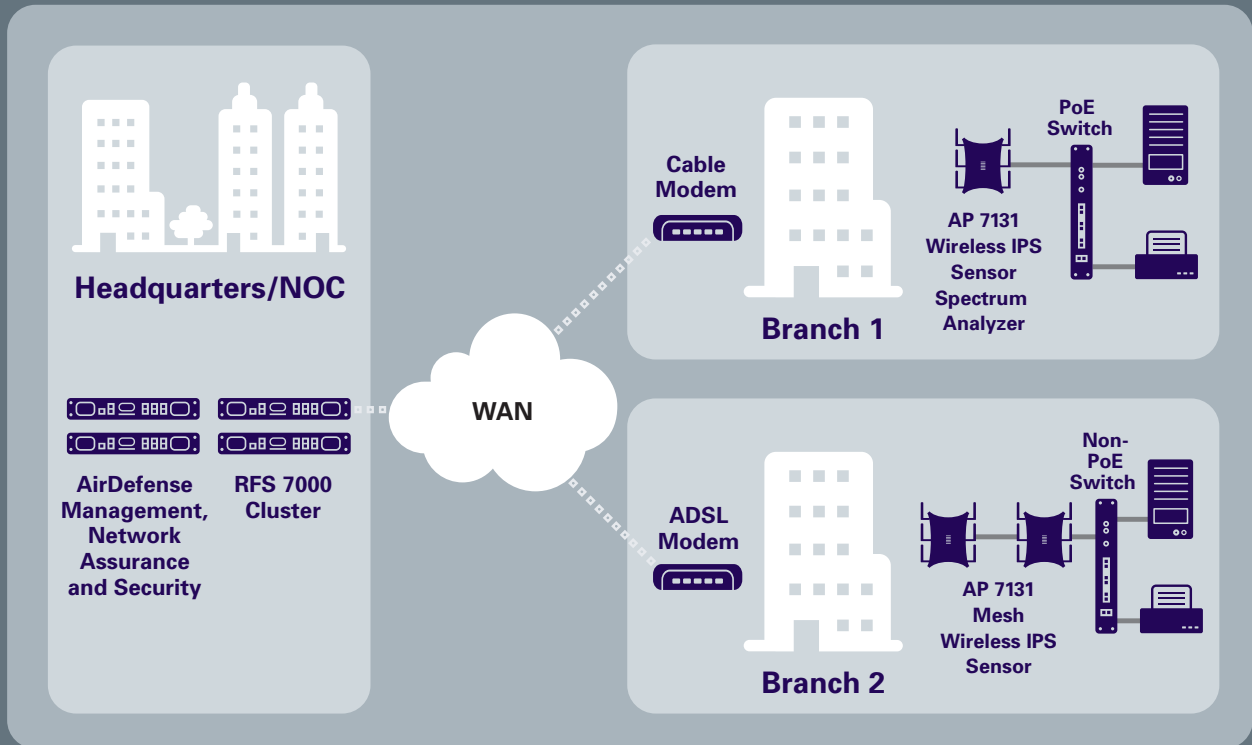 Headquarters/NOC
AirDefense
Management,
Network
Assurance
and Security
RFS 7000
Cluster
WAN
Cable
Modem
Branch 1
AP 7131
Wireless IPS
Sensor
Spectrum
Analyzer
PoE
Switch
ADSL
Modem
Branch 2
AP 7131
Mesh
Wireless IPS
Sensor
Non-
PoE
Switch